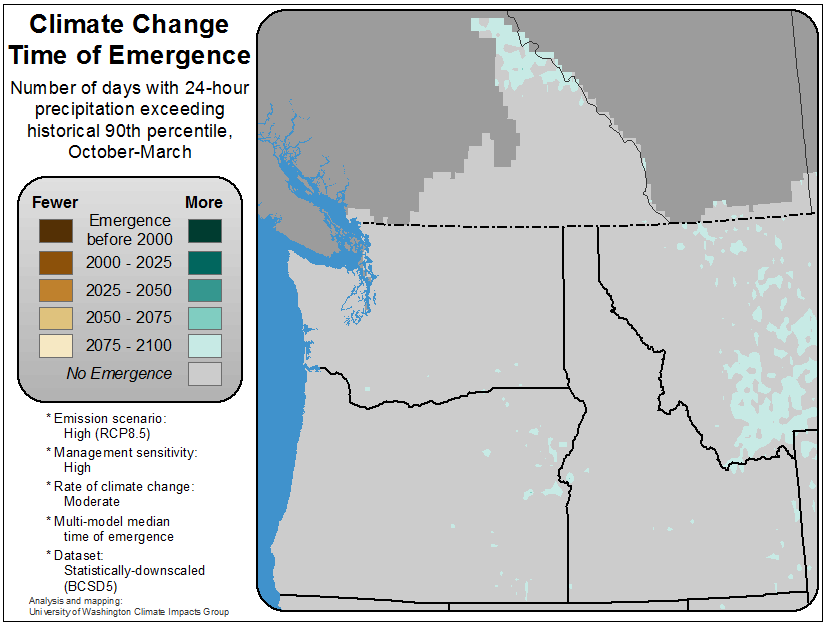 Climate Change
Time of Emergence
Number of days with 24-hour
precipitation exceeding
historical 90th percentile,
October-March
Fewer More
Emergence
before 2000
2000 - 2025
2025 - 2050
2050 - 2075
2075 - 2100
No Emergence
* Emission scenario:
High (RCP8.5)
* Management sensitivity:
High
* Rate of climate change:
Moderate
* Multi-model median
time of emergence
* Dataset:
Statistically-downscaled
(BCSD5)
Analysis and mapping:
University of Washington Climate Impacts Group